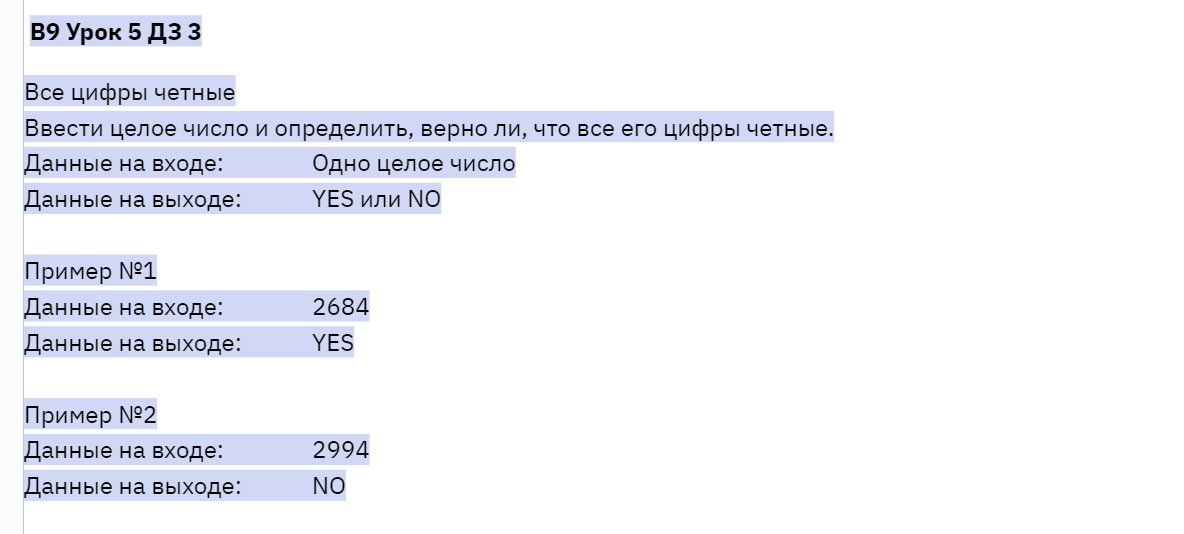 В9 Урок 5 ДЗ 3
Все цифры четные
Ввести целое число и определить, верно ли, что все его цифры четные.
Данные на входе: Одно целое число
Данные на выходе: YES или NO
Пример №1
Данные на входе: 2684
Данные на выходе: YES
Пример №2
Данные на входе: 2994
Данные на выходе: NO